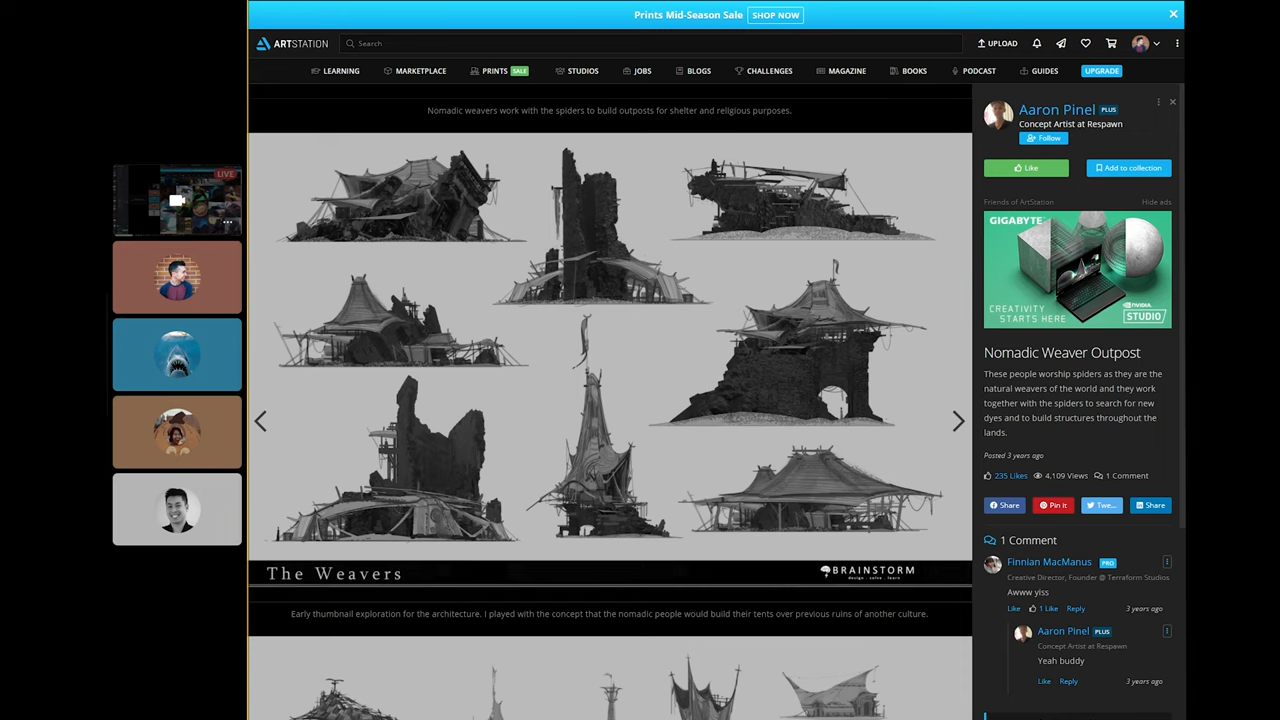 Prints Mid-Season Sale SHOP NOW
ARTSTATION Search UPLOAD
LEARNING MARKETPLACE PRINTS SALE STUDIOS JOBS BLOGS CHALLENGES MAGAZINE BOOKS PODCAST GUIDES UPGRADE
Nomadic weavers work with the spiders to build outposts for shelter and religious purposes.
LIVE
The Weavers
BRAINSTORM
design . solve . learn
Early thumbnail exploration for the architecture. I played with the concept that the nomadic people would build their tents over previous ruins of another culture.
Aaron Pinel PLUS
Concept Artist at Respawn
Follow
Like Add to collection
Friends of ArtStation Hide ads
GIGABYTE
CREATIVITY
STARTS HERE
NVIDIA
STUDIO
Nomadic Weaver Outpost
These people worship spiders as they are the
natural weavers of the world and they work
together with the spiders to search for new
dyes and to build structures throughout the
lands.
Posted 3 years ago
235 Likes 4,109 Views 1 Comment
Share Pin it Twe... Share
1 Comment
Finnian MacManus PRO
Creative Director, Founder @ Terraform Studios
Awww yiss
Like 1 Like Reply 3 years ago
Aaron Pinel PLUS
Concept Artist at Respawn
Yeah buddy
Like Reply 3 years ago